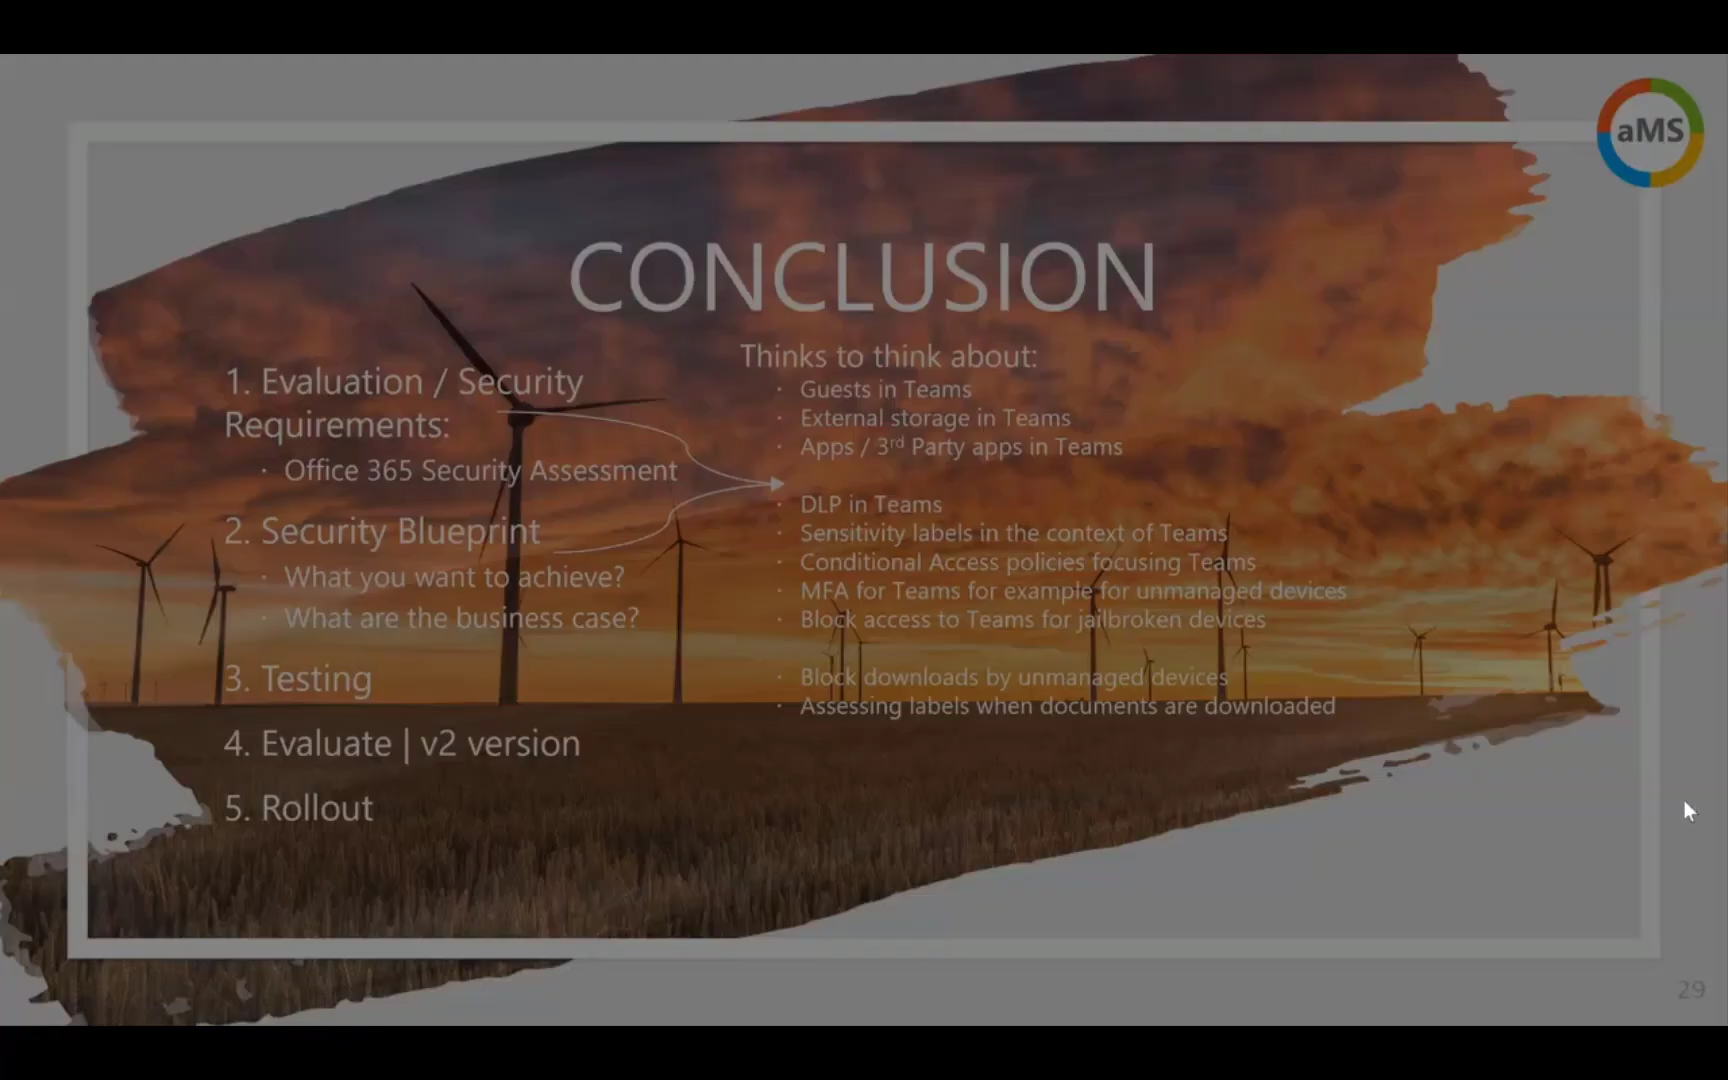 aMS
CONCLUSION
1. Evaluation / Security
Requirements:
· Office 365 Security Assessment
2. Security Blueprint
· What you want to achieve?
· What are the business case?
3. Testing
4. Evaluate | v2 version
5. Rollout
Thinks to think about:
· Guests in Teams
· External storage in Teams
· Apps / 3rd Party apps in Teams
· DLP in Teams
· Sensitivity labels in the context of Teams
· Conditional Access policies focusing Teams
· MFA for Teams for example for unmanaged devices
· Block access to Teams for jailbroken devices
· Block downloads by unmanaged devices
· Assessing labels when documents are downloaded
29